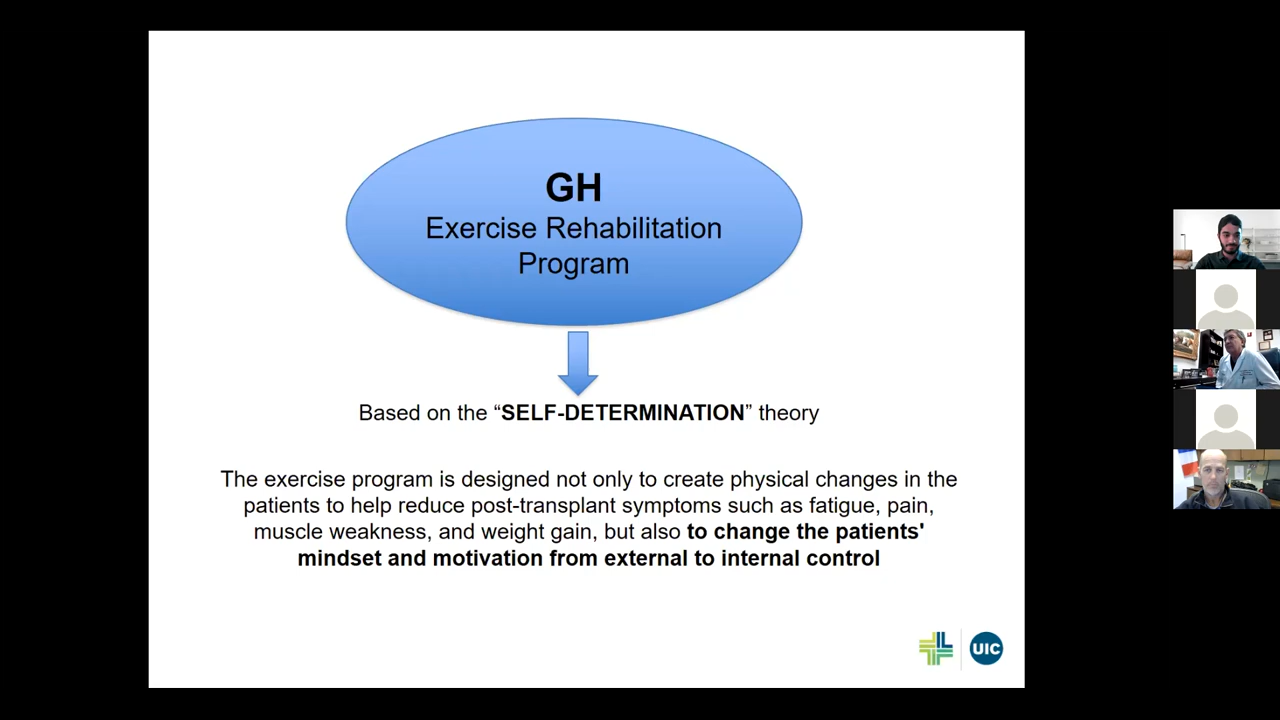 GH
Exercise Rehabilitation
Program
Based on the “SELF-DETERMINATION” theory
The exercise program is designed not only to create physical changes in the
patients to help reduce post-transplant symptoms such as fatigue, pain,
muscle weakness, and weight gain, but also to change the patients'
mindset and motivation from external to internal control
UIC